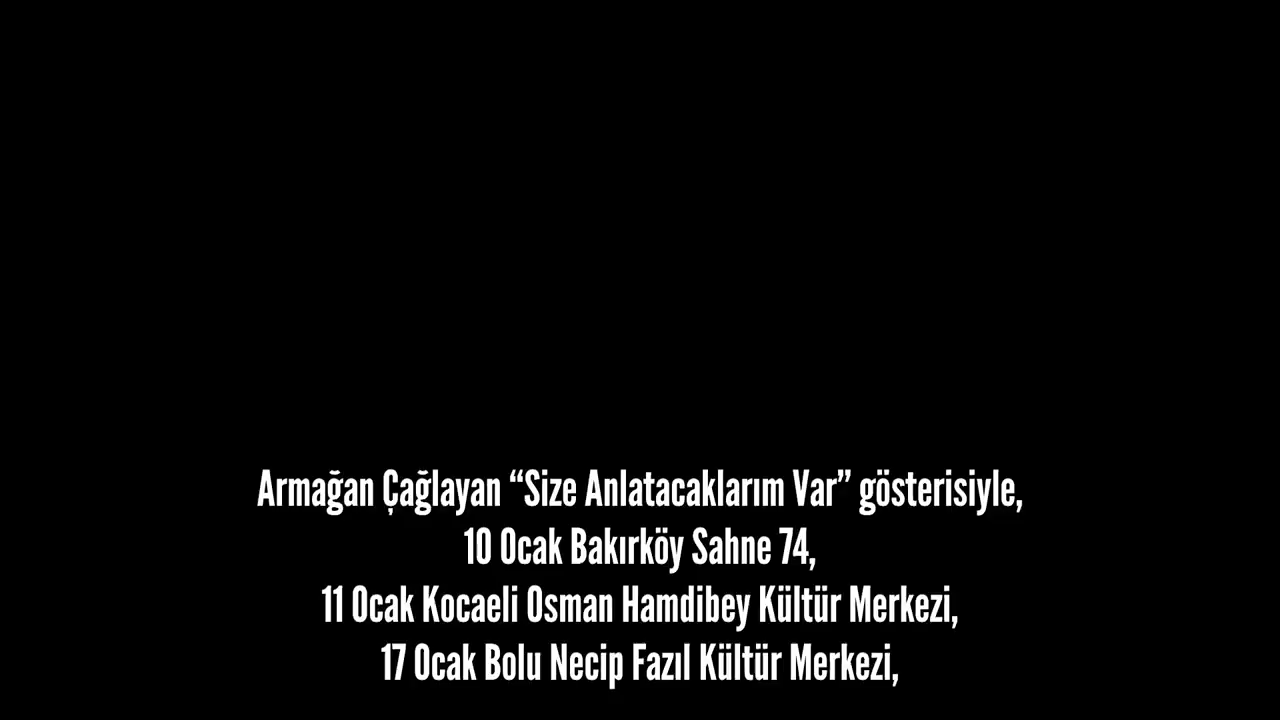 Armağan Çağlayan “Size Anlatacaklarım Var” gösterisiyle,
10 Ocak Bakırköy Sahne 74,
11 Ocak Kocaeli Osman Hamdibey Kültür Merkezi,
17 Ocak Bolu Necip Fazıl Kültür Merkezi,